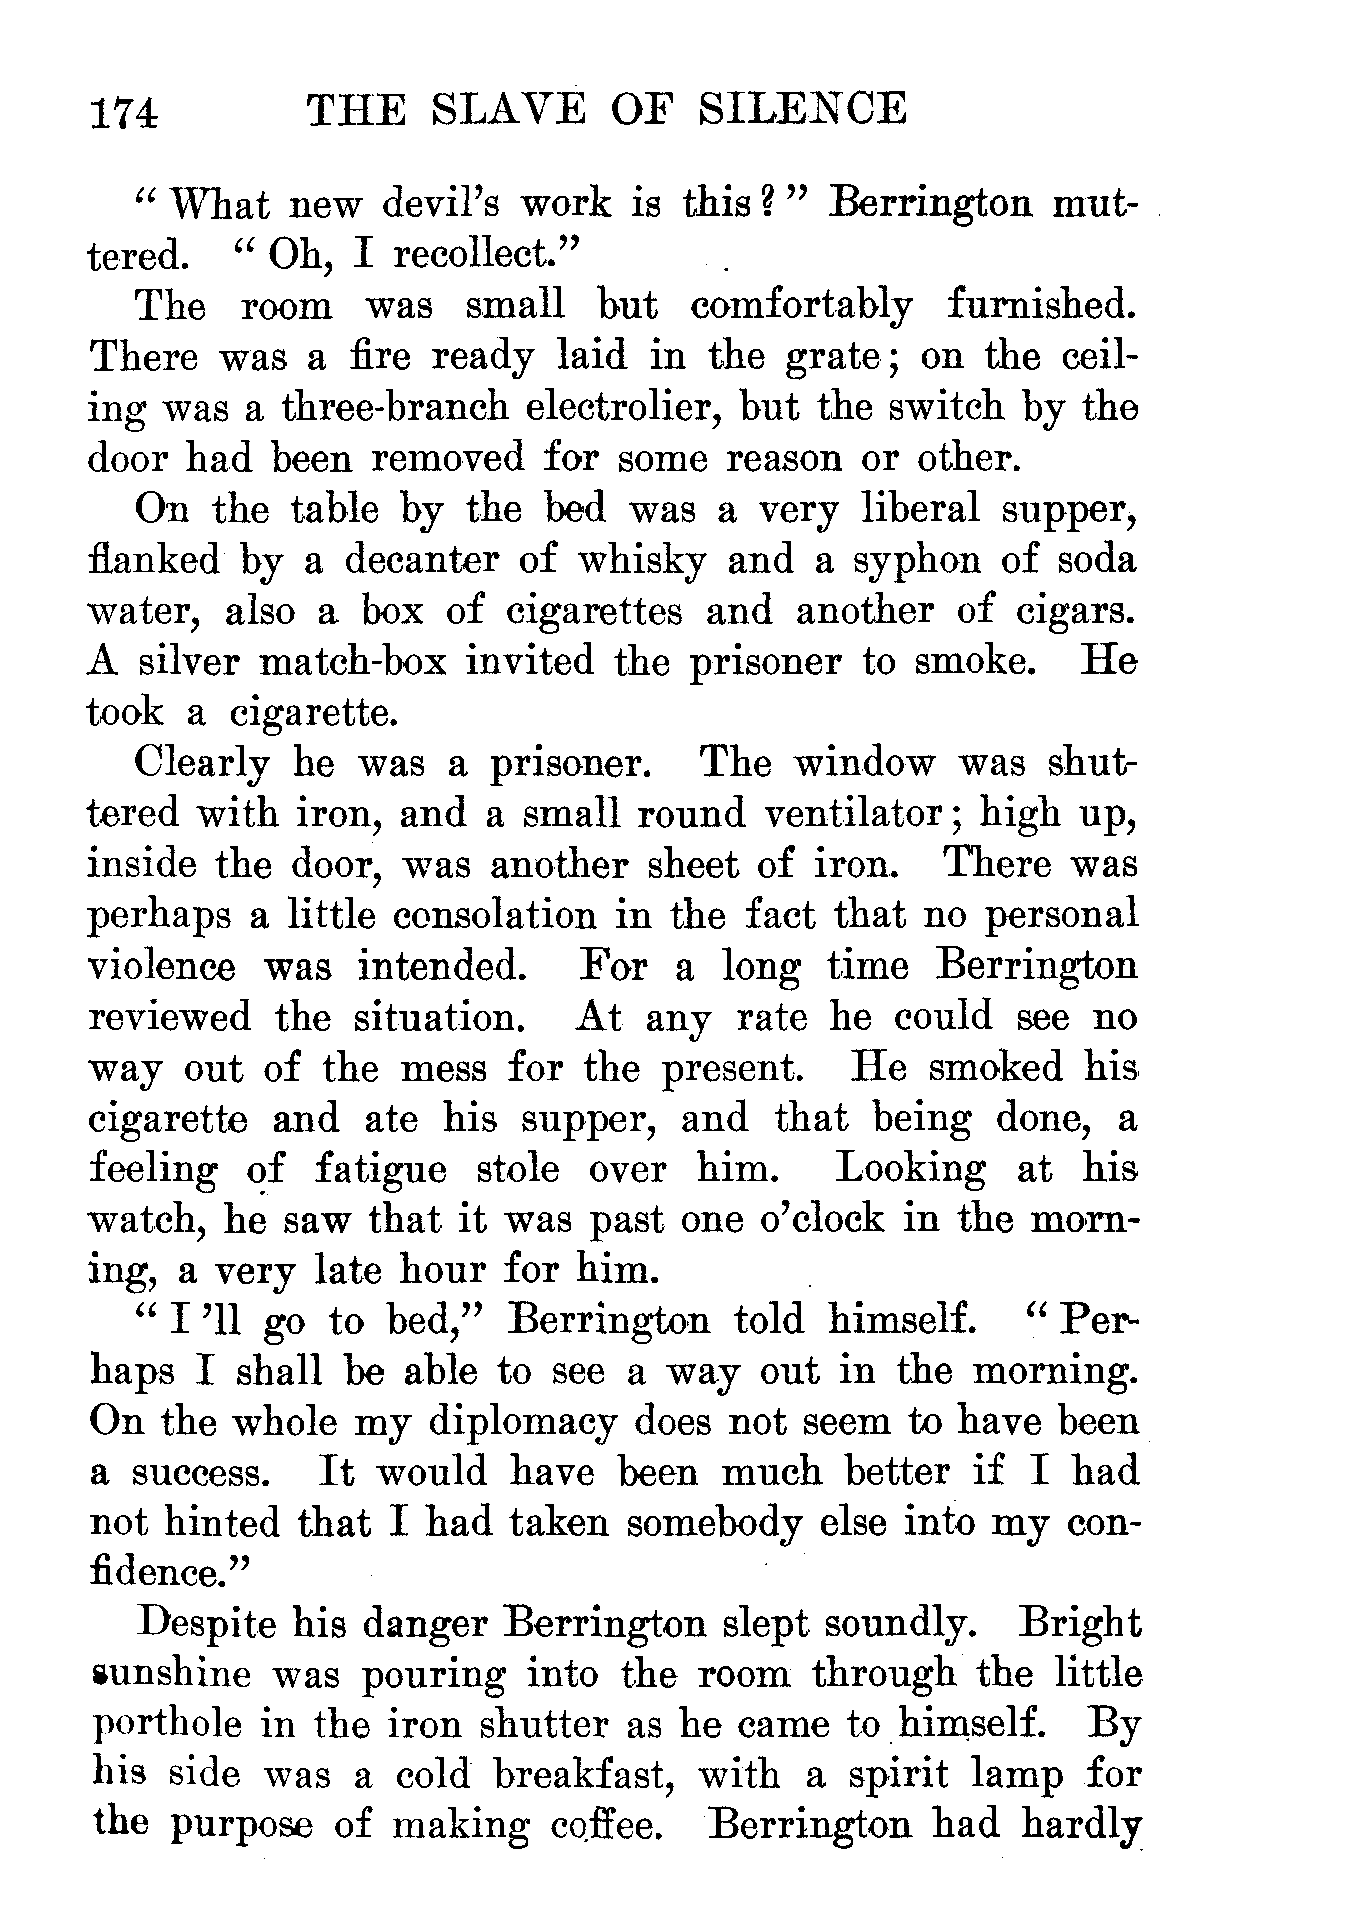 174 THE SLAVE OF SILENCE
“ What new devil’s work is this ? ” Berrington mut-
tered. “ Oh, I recollect.”
The room was small but comfortably furnished.
There was a fire ready laid in the grate ; on the ceil-
ing was a three-branch electrolier, but the switch by the
door had been removed for some reason or other.
On the table by the bed was a very liberal supper,
flanked by a decanter of whisky and a syphon of soda
water, also a box of cigarettes and another of cigars.
A silver match-box invited the prisoner to smoke. He
took a cigarette.
Clearly he was a prisoner. The window was shut-
tered with iron, and a small round ventilator ; high up,
inside the door, was another sheet of iron. There was
perhaps a little consolation in the fact that no personal
violence was intended. For a long time Berrington
reviewed the situation. At any rate he could see no
way out of the mess for the present. He smoked his
cigarette and ate his supper, and that being done, a
feeling of fatigue stole over him. Looking at his
watch, he saw that it was past one o’clock in the morn-
ing, a very late hour for him.
“ I ’ll go to bed,” Berrington told himself. “ Per-
haps I shall be able to see a way out in the morning.
On the whole my diplomacy does not seem to have been
a success. It would have been much better if I had
not hinted that I had taken somebody else into my con-
fidence.”
Despite his danger Berrington slept soundly. Bright
sunshine was pouring into the room through the little
porthole in the iron shutter as he came to himself. By
his side was a cold breakfast, with a spirit lamp for
the purpose of making coffee. Berrington had hardly